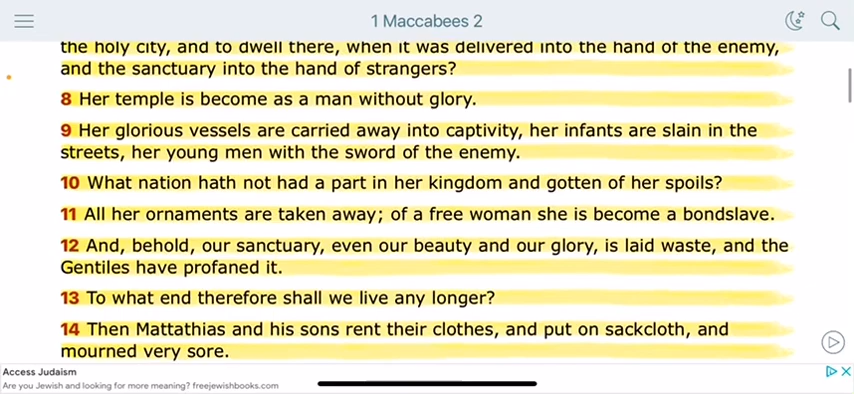 1 Maccabees 2
the holy city, and to dwell there, when it was delivered into the hand of the enemy,
and the sanctuary into the hand of strangers?
8 Her temple is become as a man without glory.
9 Her glorious vessels are carried away into captivity, her infants are slain in the
streets, her young men with the sword of the enemy.
10 What nation hath not had a part in her kingdom and gotten of her spoils?
11 All her ornaments are taken away; of a free woman she is become a bondslave.
12 And, behold, our sanctuary, even our beauty and our glory, is laid waste, and the
Gentiles have profaned it.
13 To what end therefore shall we live any longer?
14 Then Mattathias and his sons rent their clothes, and put on sackcloth, and
mourned very sore.
Access Judaism
Are you Jewish and looking for more meaning? freejewishbooks.com